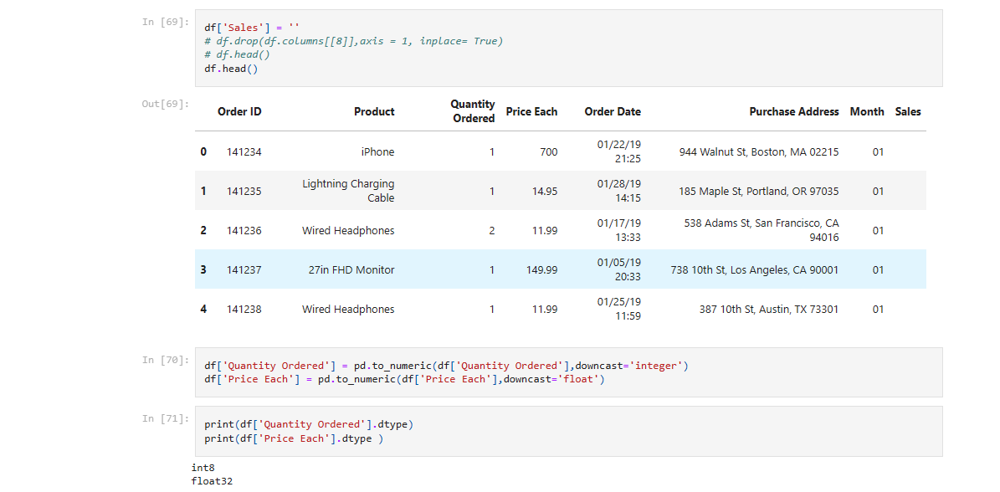 In [69]:
df['Sales'] = ''
# df.drop(df.columns[[8]],axis = 1, inplace= True)
# df.head()
df.head()
Out[69]:
Order ID Product Quantity Ordered Price Each Order Date Purchase Address Month Sales
0 141234 iPhone 1 700 01/22/19 21:25 944 Walnut St, Boston, MA 02215 01
1 141235 Lightning Charging Cable 1 14.95 01/28/19 14:15 185 Maple St, Portland, OR 97035 01
2 141236 Wired Headphones 2 11.99 01/17/19 13:33 538 Adams St, San Francisco, CA 94016 01
3 141237 27in FHD Monitor 1 149.99 01/05/19 20:33 738 10th St, Los Angeles, CA 90001 01
4 141238 Wired Headphones 1 11.99 01/25/19 11:59 387 10th St, Austin, TX 73301 01
In [70]:
df['Quantity Ordered'] = pd.to_numeric(df['Quantity Ordered'],downcast='integer')
df['Price Each'] = pd.to_numeric(df['Price Each'],downcast='float')
In [71]:
print(df['Quantity Ordered'].dtype)
print(df['Price Each'].dtype )
int8
float32